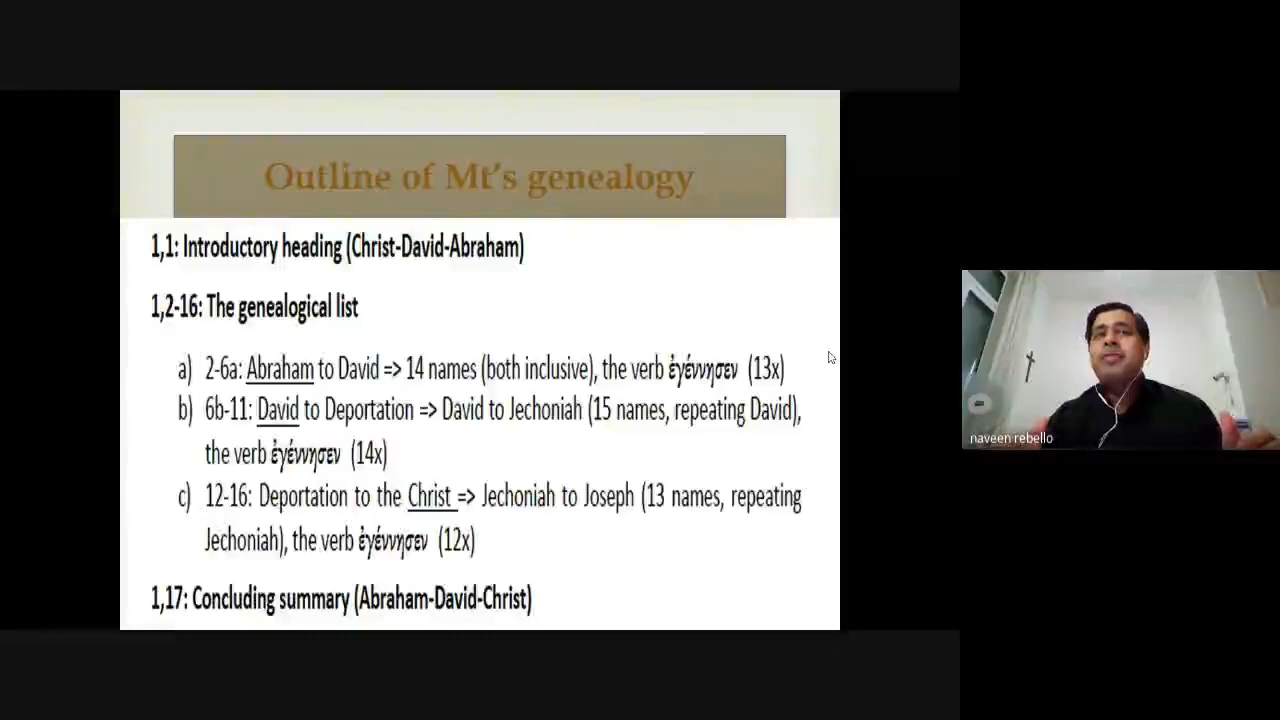 Outline of Mt's genealogy
1,1: Introductory heading (Christ-David-Abraham)
1,2-16: The genealogical list
a) 2-6a: Abraham to David => 14 names (both inclusive), the verb ἐγέννησεν (13x)
b) 6b-11: David to Deportation => David to Jechoniah (15 names, repeating David),
the verb ἐγέννησεν (14x)
c) 12-16: Deportation to the Christ => Jechoniah to Joseph (13 names, repeating
Jechoniah), the verb ἐγέννησεν (12x)
1,17: Concluding summary (Abraham-David-Christ)
naveen rebello